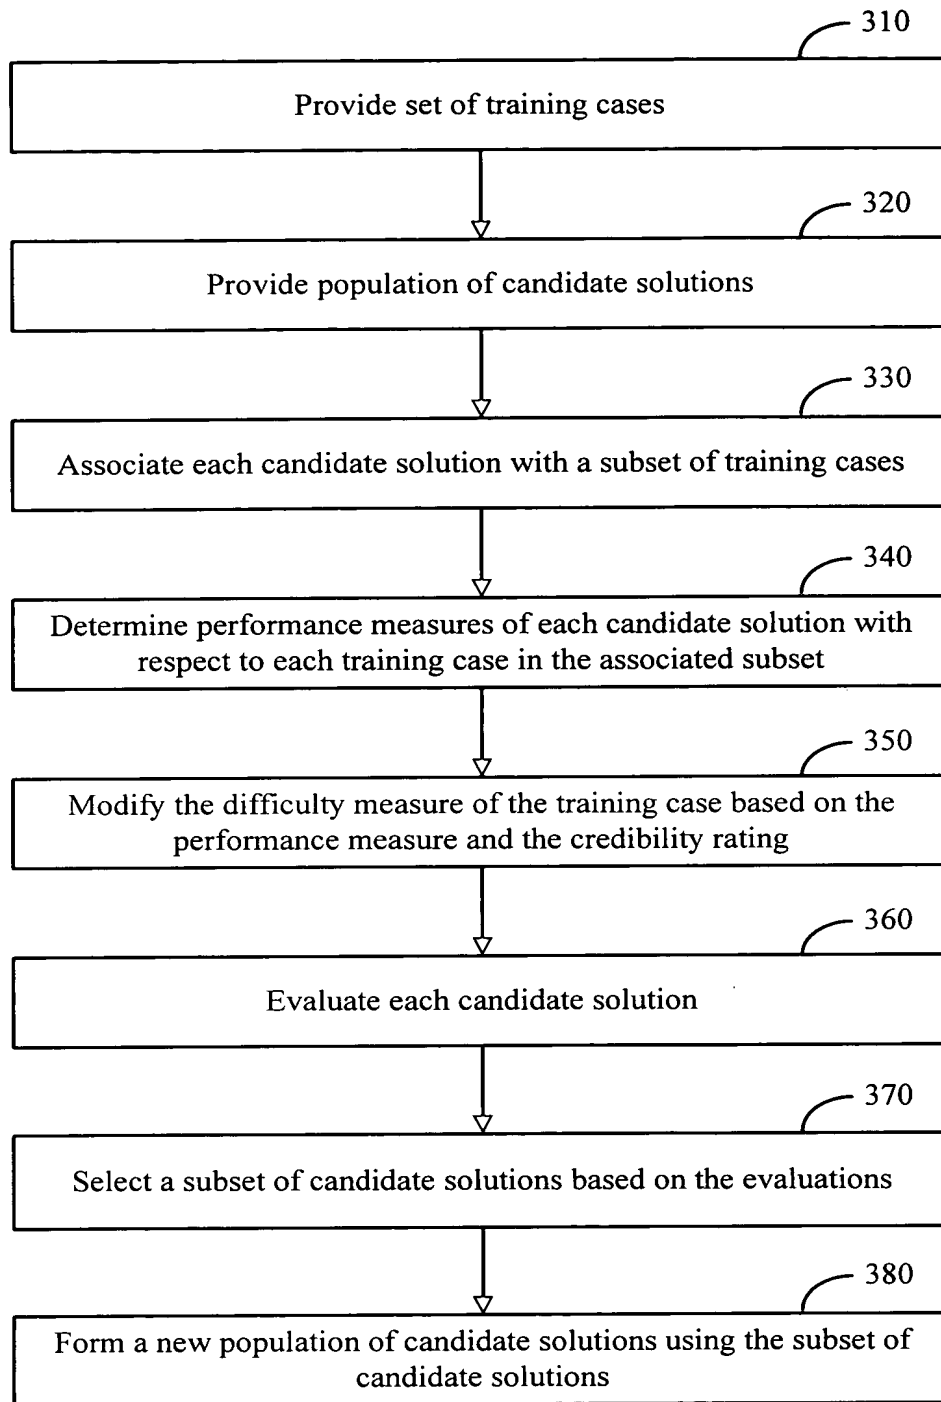 310
Provide set of training cases
320
Provide population of candidate solutions
330
Associate each candidate solution with a subset of training cases
340
Determine performance measures of each candidate solution with
respect to each training case in the associated subset
350
Modify the difficulty measure of the training case based on the
performance measure and the credibility rating
360
Evaluate each candidate solution
370
Select a subset of candidate solutions based on the evaluations
380
Form a new population of candidate solutions using the subset of
candidate solutions